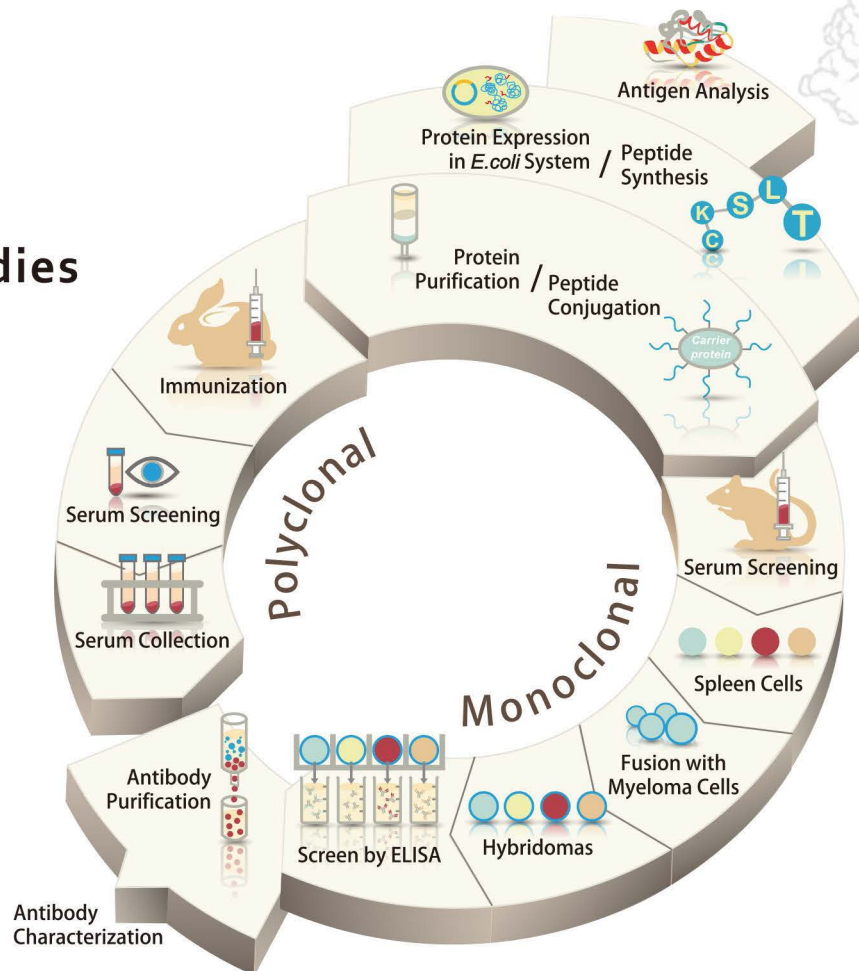 dies
Antigen Analysis
Protein Expression
in E.coli System
/
Peptide
Synthesis
K
C
S
L
T
Protein
Purification
/
Peptide
Conjugation
Carrier
protein
Immunization
Serum Screening
Serum Collection
Polyclonal
Monoclonal
Serum Screening
Spleen Cells
Fusion with
Myeloma Cells
Hybridomas
Screen by ELISA
Antibody
Purification
Antibody
Characterization